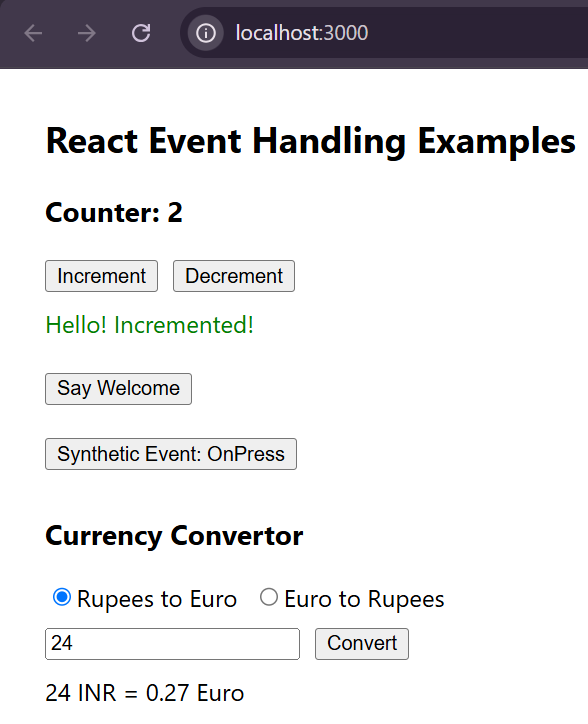 localhost:3000
React Event Handling Examples
Counter: 2
Increment Decrement
Hello! Incremented!
Say Welcome
Synthetic Event: OnPress
Currency Convertor
Rupees to Euro Euro to Rupees
24 Convert
24 INR = 0.27 Euro